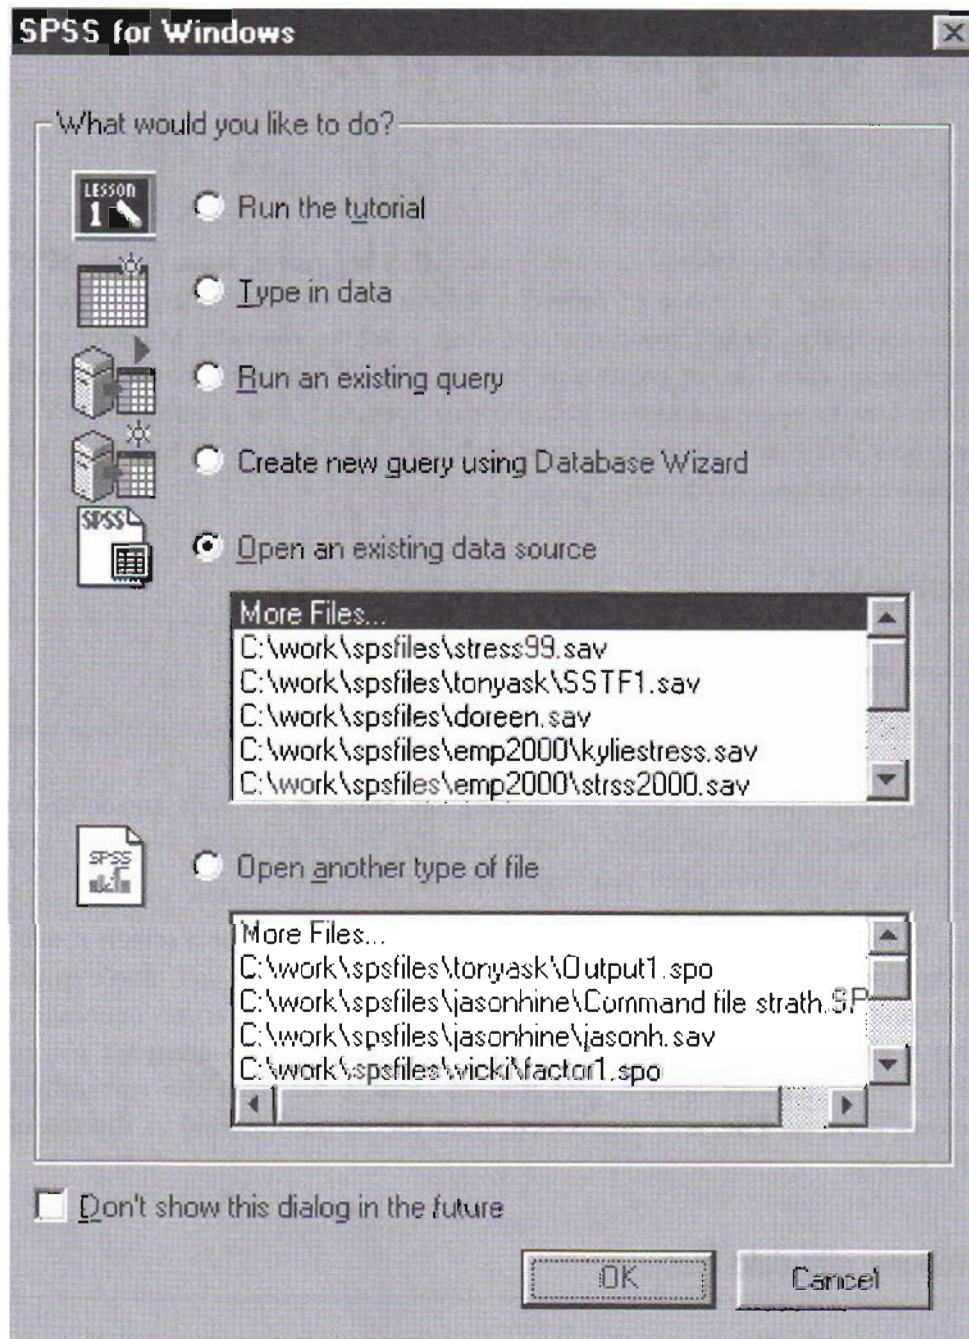 SPSS for Windows
What would you like to do?
LESSON
1
Run the tutorial
Type in data
Run an existing query
Create new query using Database Wizard
SPSS
Open an existing data source
More Files...
C:\work\spsfiles\stress99.sav
C:\work\spsfiles\tonyask\SSTF1.sav
C:\work\spsfiles\doreen.sav
C:\work\spsfiles\emp2000\kyliestress.sav
C:\work\spsfiles\emp2000\strss2000.sav
SPSS
Open another type of file
More Files...
C:\work\spsfiles\tonyask\Output1.spo
C:\work\spsfiles\jasonhine\Command file strath.SP
C:\work\spsfiles\jasonhine\jasonh.sav
C:\work\spsfiles\vicki\factor1.spo
Don't show this dialog in the future
OK
Cancel